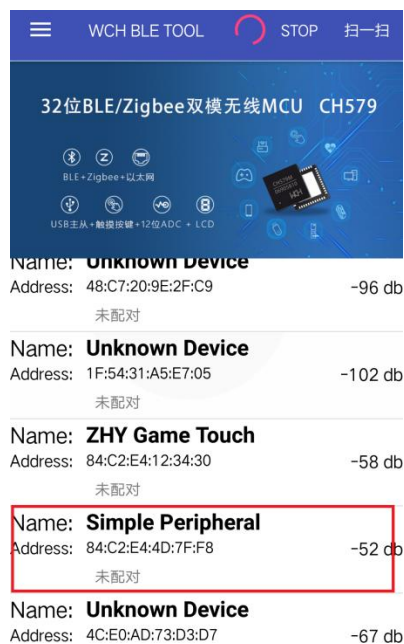 WCH BLE TOOL STOP 扫一扫
32位BLE/Zigbee双模无线MCU CH579
BLE+Zigbee+以太网
USB主从+触摸按键+12位ADC + LCD
Name: Unknown Device
Address: 48:C7:20:9E:2F:C9 -96 db
未配对
Name: Unknown Device
Address: 1F:54:31:A5:E7:05 -102 db
未配对
Name: ZHY Game Touch
Address: 84:C2:E4:12:34:30 -58 db
未配对
Name: Simple Peripheral
Address: 84:C2:E4:4D:7F:F8 -52 db
未配对
Name: Unknown Device
Address: 4C:E0:AD:73:D3:D7 -67 db